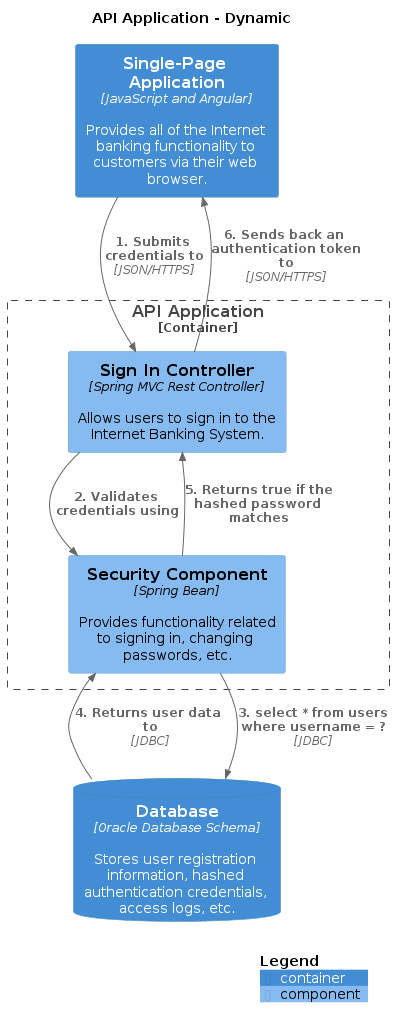 API Application - Dynamic
Single-Page
Application
[JavaScript and Angular]
Provides all of the Internet
banking functionality to
customers via their web
browser.
1. Submits
credentials to
[JSON/HTTPS]
6. Sends back an
authentication token
to
[JSON/HTTPS]
API Application
[Container]
Sign In Controller
[Spring MVC Rest Controller]
Allows users to sign in to the
Internet Banking System.
2. Validates
credentials using
5. Returns true if the
hashed password
matches
Security Component
[Spring Bean]
Provides functionality related
to signing in, changing
passwords, etc.
4. Returns user data
to
[JDBC]
3. select * from users
where username = ?
[JDBC]
Database
[Oracle Database Schema]
Stores user registration
information, hashed
authentication credentials,
access logs, etc.
Legend
container
component